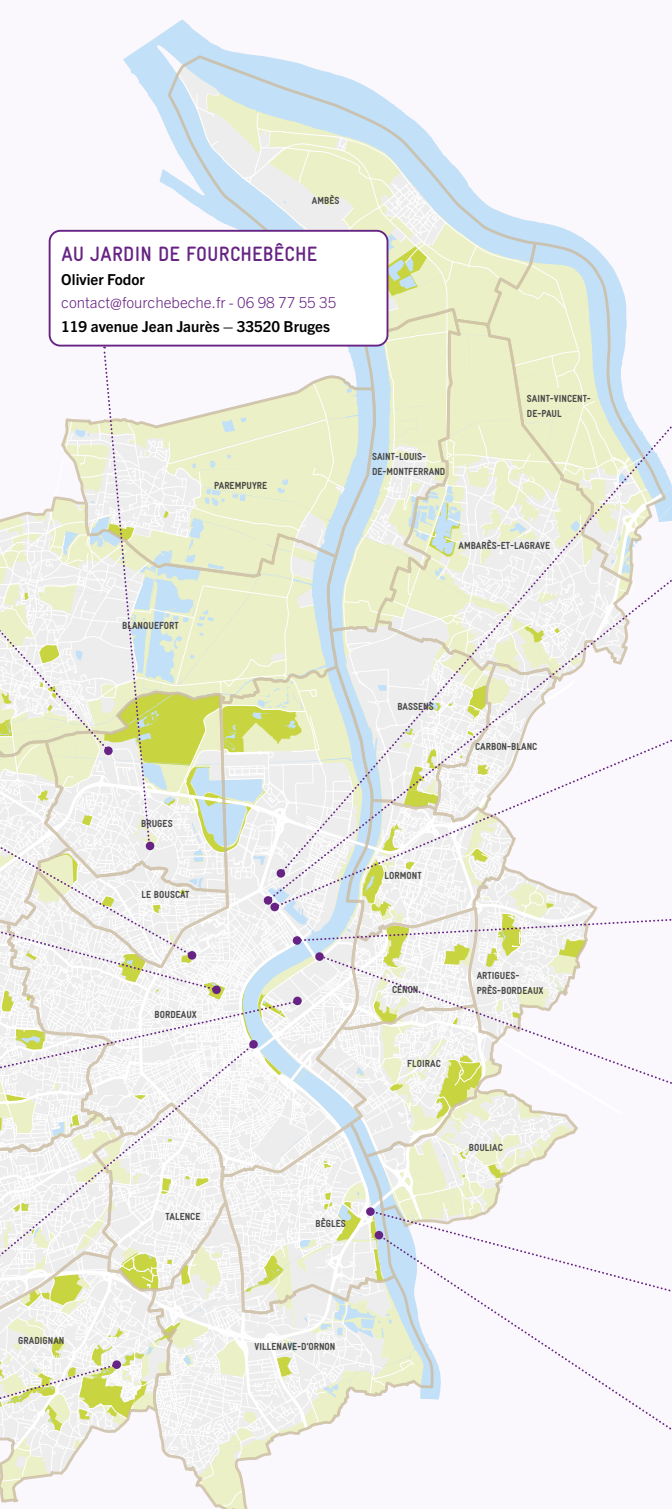 AMBÈS
AU JARDIN DE FOURCHEBÊCHE
Olivier Fodor
contact@fourchebeche.fr - 06 98 77 55 35
119 avenue Jean Jaurès – 33520 Bruges
SAINT-VINCENT-
DE-PAUL
SAINT-LOUIS-
DE-MONTFERRAND
PAREMPUYRE
AMBARÈS-ET-LAGRAVE
BLANQUEFORT
BASSENS
CARBON-BLANC
BRUGES
LORMONT
LE BOUSCAT
ARTIGUES-
PRÈS-BORDEAUX
CENON
BORDEAUX
FLOIRAC
BOULIAC
TALENCE
BÈGLES
GRADIGNAN
VILLENAVE-D'ORNON